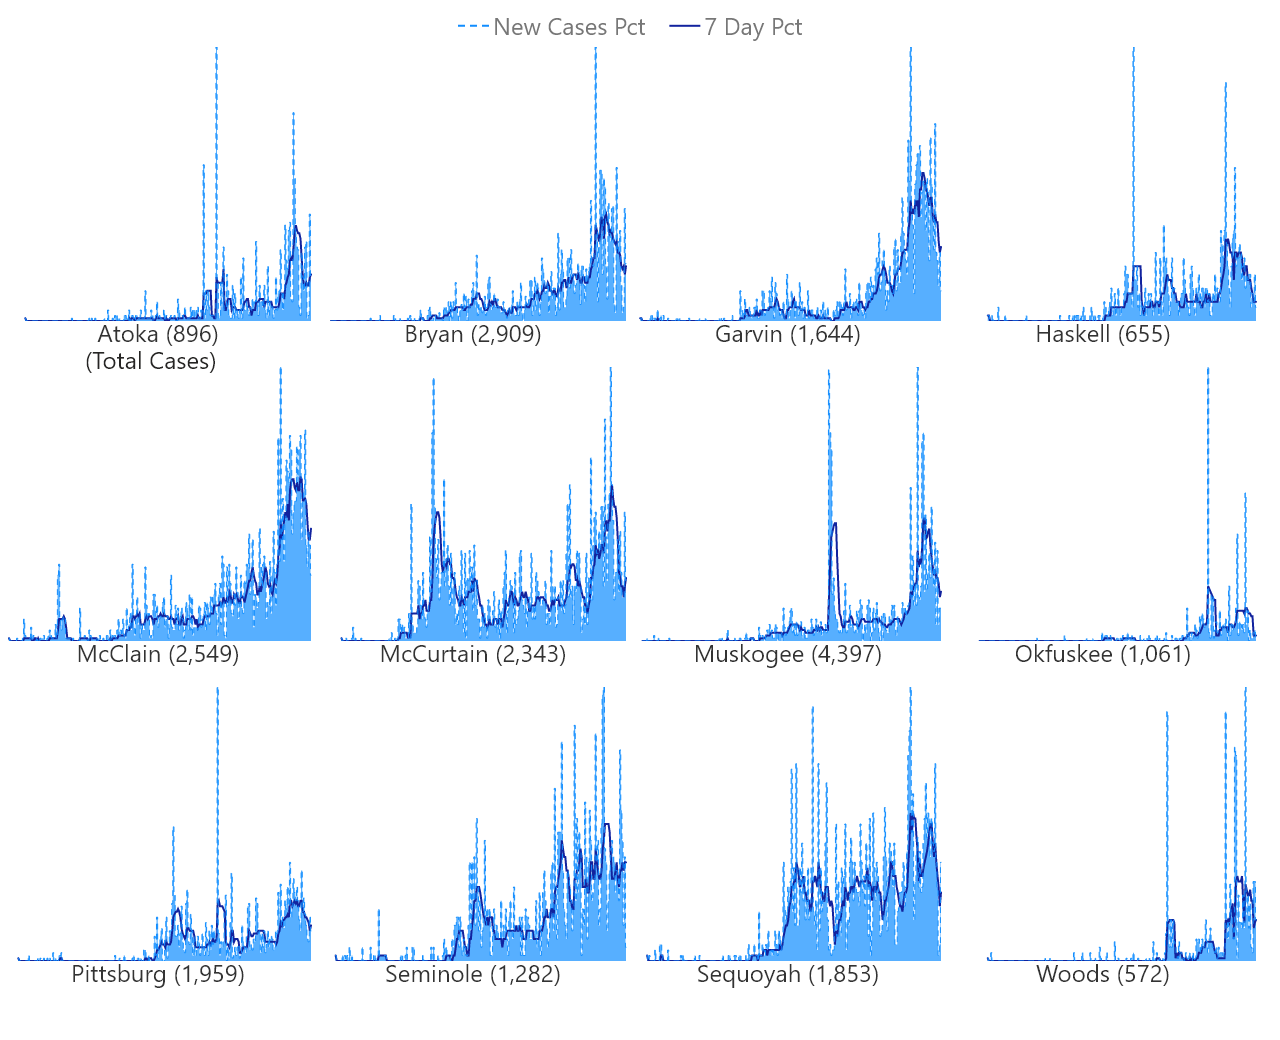 New Cases Pct 7 Day Pct
Atoka (896) Bryan (2,909) Garvin (1,644) Haskell (655)
(Total Cases)
McClain (2,549) McCurtain (2,343) Muskogee (4,397) Okfuskee (1,061)
Pittsburg (1,959) Seminole (1,282) Sequoyah (1,853) Woods (572)